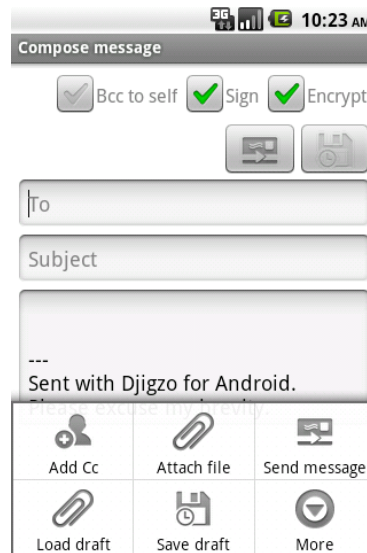 3G 10:23 AM
Compose message
Bcc to self Sign Encrypt
To
Subject
---
Sent with Djigzo for Android.
Please excuse my brevity.
Add Cc Attach file Send message
Load draft Save draft More